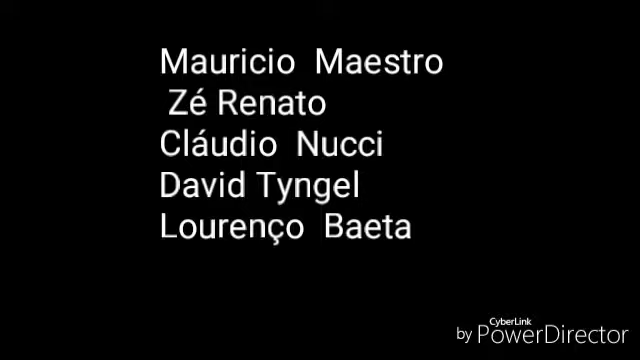 Mauricio Maestro
Zé Renato
Cláudio Nucci
David Tyngel
Lourenço Baeta
CyberLink
by PowerDirector